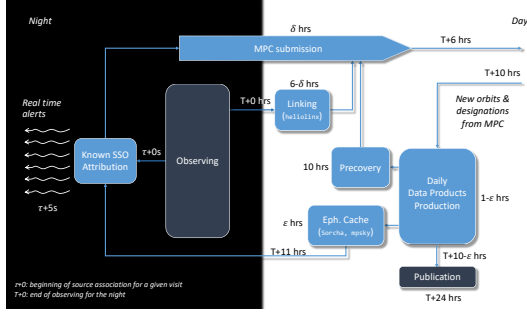 Night
Day
δ hrs
MPC submission
T+6 hrs
T+10 hrs
6-δ hrs
T+0 hrs
Linking
(heliolinx)
New orbits &
designations
from MPC
Real time
alerts
Known SSO
Attribution
τ+0s
Observing
10 hrs
Precovery
Daily
Data Products
Production
1-ε hrs
τ+5s
ε hrs
Eph. Cache
(Sorcha, mpsky)
T+11 hrs
T+10-ε hrs
Publication
T+24 hrs
τ+0: beginning of source association for a given visit
T+0: end of observing for the night